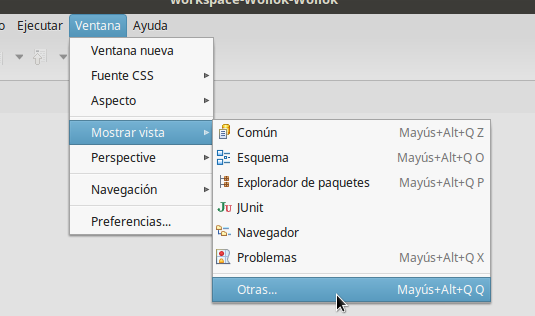 workspace-Wollok-Wollok
Ejecutar Ventana Ayuda
Ventana nueva
Fuente CSS
Aspecto
Mostrar vista
Perspective
Navegación
Preferencias...
Común Mayús+Alt+Q Z
Esquema Mayús+Alt+Q O
Explorador de paquetes Mayús+Alt+Q P
JUnit
Navegador
Problemas Mayús+Alt+Q X
Otras... Mayús+Alt+Q Q